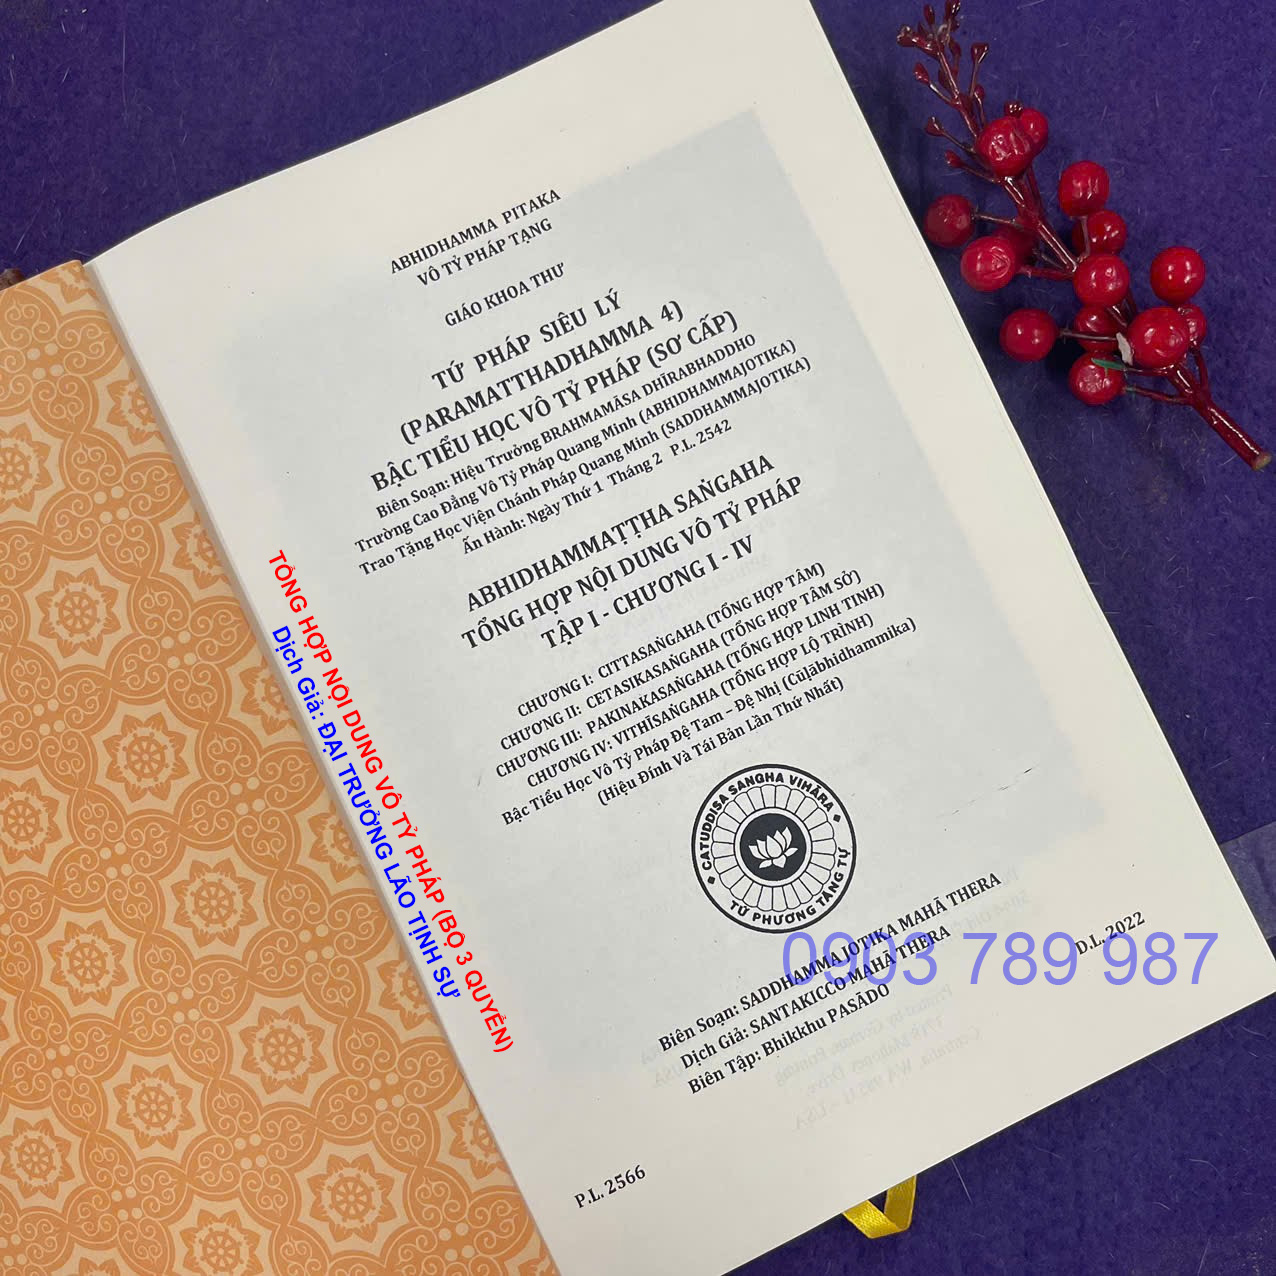 ABHIDHAMMA PITAKA
VÔ TỶ PHÁP TẠNG
GIÁO KHOA THƯ
TỨ PHÁP SIÊU LÝ
(PARAMATTHADHAMMA 4)
BẬC TIỂU HỌC VÔ TỶ PHÁP (SƠ CẤP)
Biên Soạn: Hiệu Trưởng BRAHMAMĀSA DHĪRABHADDHO
Trường Cao Đẳng Vô Tỷ Pháp Quang Minh (ABHIDHAMMAJOTIKA)
Trao Tặng Học Viện Chánh Pháp Quang Minh (SADDHAMMAJOTIKA)
Ấn Hành: Ngày Thứ 1 Tháng 2 P.L. 2542
ABHIDHAMMAṬṬHA SAṄGAHA
TỔNG HỢP NỘI DUNG VÔ TỶ PHÁP
TẬP I - CHƯƠNG I - IV
CHƯƠNG I: CITTASAṄGAHA (TỔNG HỢP TÂM)
CHƯƠNG II: CETASIKASAṄGAHA (TỔNG HỢP TÂM SỞ)
CHƯƠNG III: PAKINAKASAṄGAHA (TỔNG HỢP LINH TINH)
CHƯƠNG IV: VITHĪSAṄGAHA (TỔNG HỢP LỘ TRÌNH)
Bậc Tiểu Học Vô Tỷ Pháp Đệ Tam – Đệ Nhị (Cūḷābhidhammika)
(Hiệu Đính Và Tái Bản Lần Thứ Nhất)
CATUDDISA SANGHA VIHĀRA
TỨ PHƯƠNG TĂNG TỰ
Biên Soạn: SADDHAMMAJOTIKA MAHĀ THERA
Dịch Giả: SANTAKICCO MAHĀ THERA
Biên Tập: Bhikkhu PASĀDO
P.L. 2566
D.L. 2022
TỔNG HỢP NỘI DUNG VÔ TỶ PHÁP (BỘ 3 QUYỂN)
Dịch Giả: ĐẠI TRƯỞNG LÃO TỊNH SỰ
0903 789 987